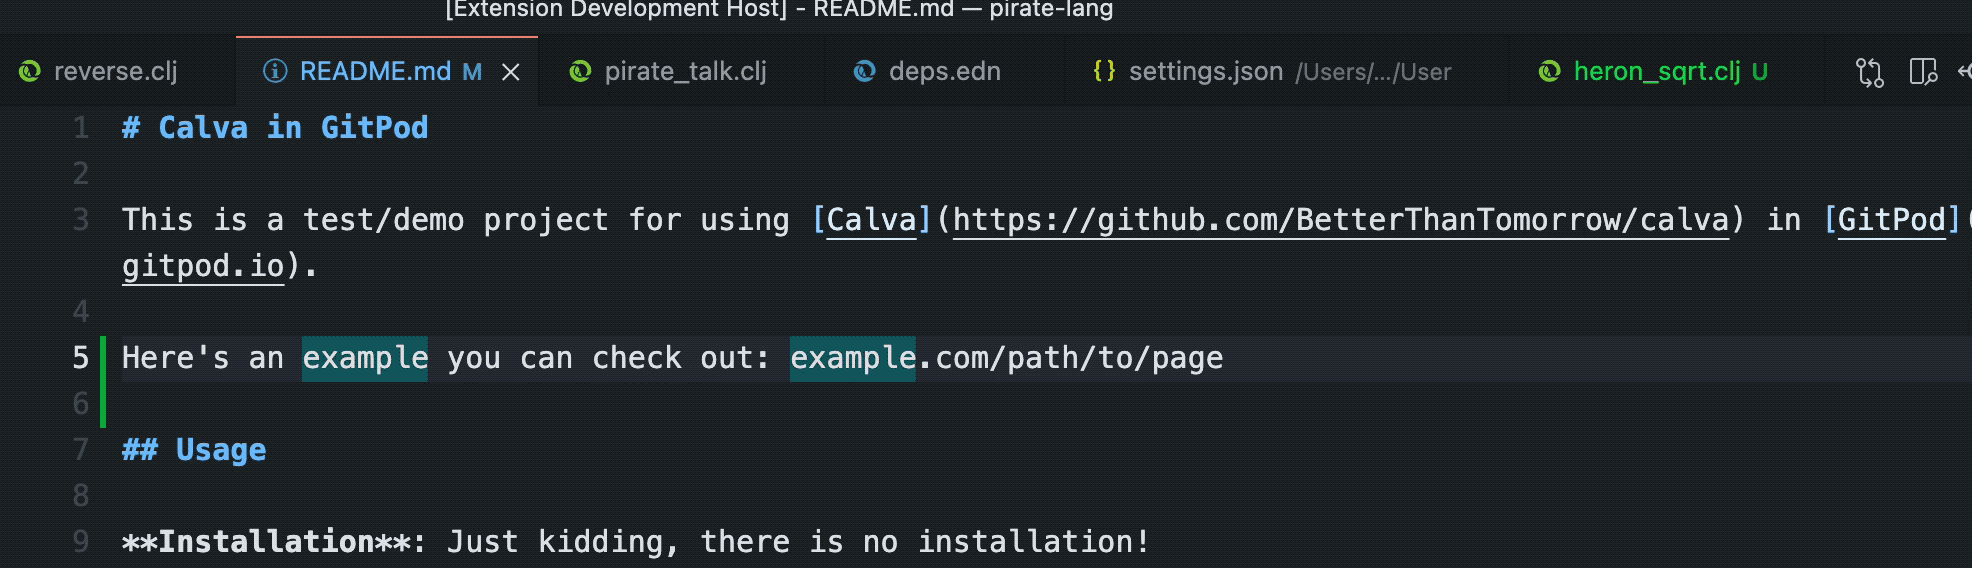 [Extension Development Host] - README.md — pirate-lang
reverse.clj README.md M pirate_talk.clj deps.edn {} settings.json /Users/.../User heron_sqrt.clj U
1 # Calva in GitPod
2
3 This is a test/demo project for using [Calva](https://github.com/BetterThanTomorrow/calva) in [GitPod](
gitpod.io).
4
5 Here's an example you can check out: example.com/path/to/page
6
7 ## Usage
8
9 **Installation**: Just kidding, there is no installation!